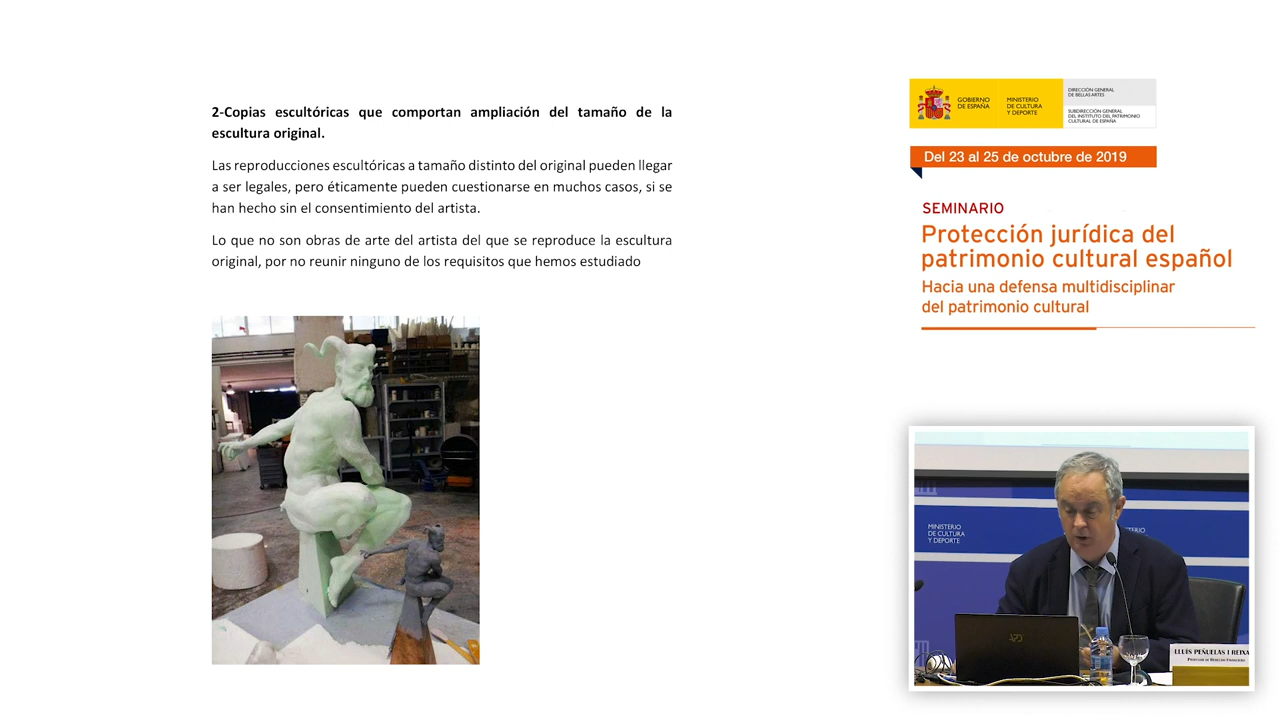 2-Copias escultóricas que comportan ampliación del tamaño de la
escultura original.
Las reproducciones escultóricas a tamaño distinto del original pueden llegar
a ser legales, pero éticamente pueden cuestionarse en muchos casos, si se
han hecho sin el consentimiento del artista.
Lo que no son obras de arte del artista del que se reproduce la escultura
original, por no reunir ninguno de los requisitos que hemos estudiado
GOBIERNO
DE ESPAÑA
MINISTERIO
DE CULTURA
Y DEPORTE
DIRECCIÓN GENERAL
DE BELLAS ARTES
SUBDIRECCIÓN GENERAL
DEL INSTITUTO DEL PATRIMONIO
CULTURAL DE ESPAÑA
Del 23 al 25 de octubre de 2019
SEMINARIO
Protección jurídica del
patrimonio cultural español
Hacia una defensa multidisciplinar
del patrimonio cultural
MINISTERIO
DE CULTURA
Y DEPORTE
LLUÍS PEÑUELAS I REIXA